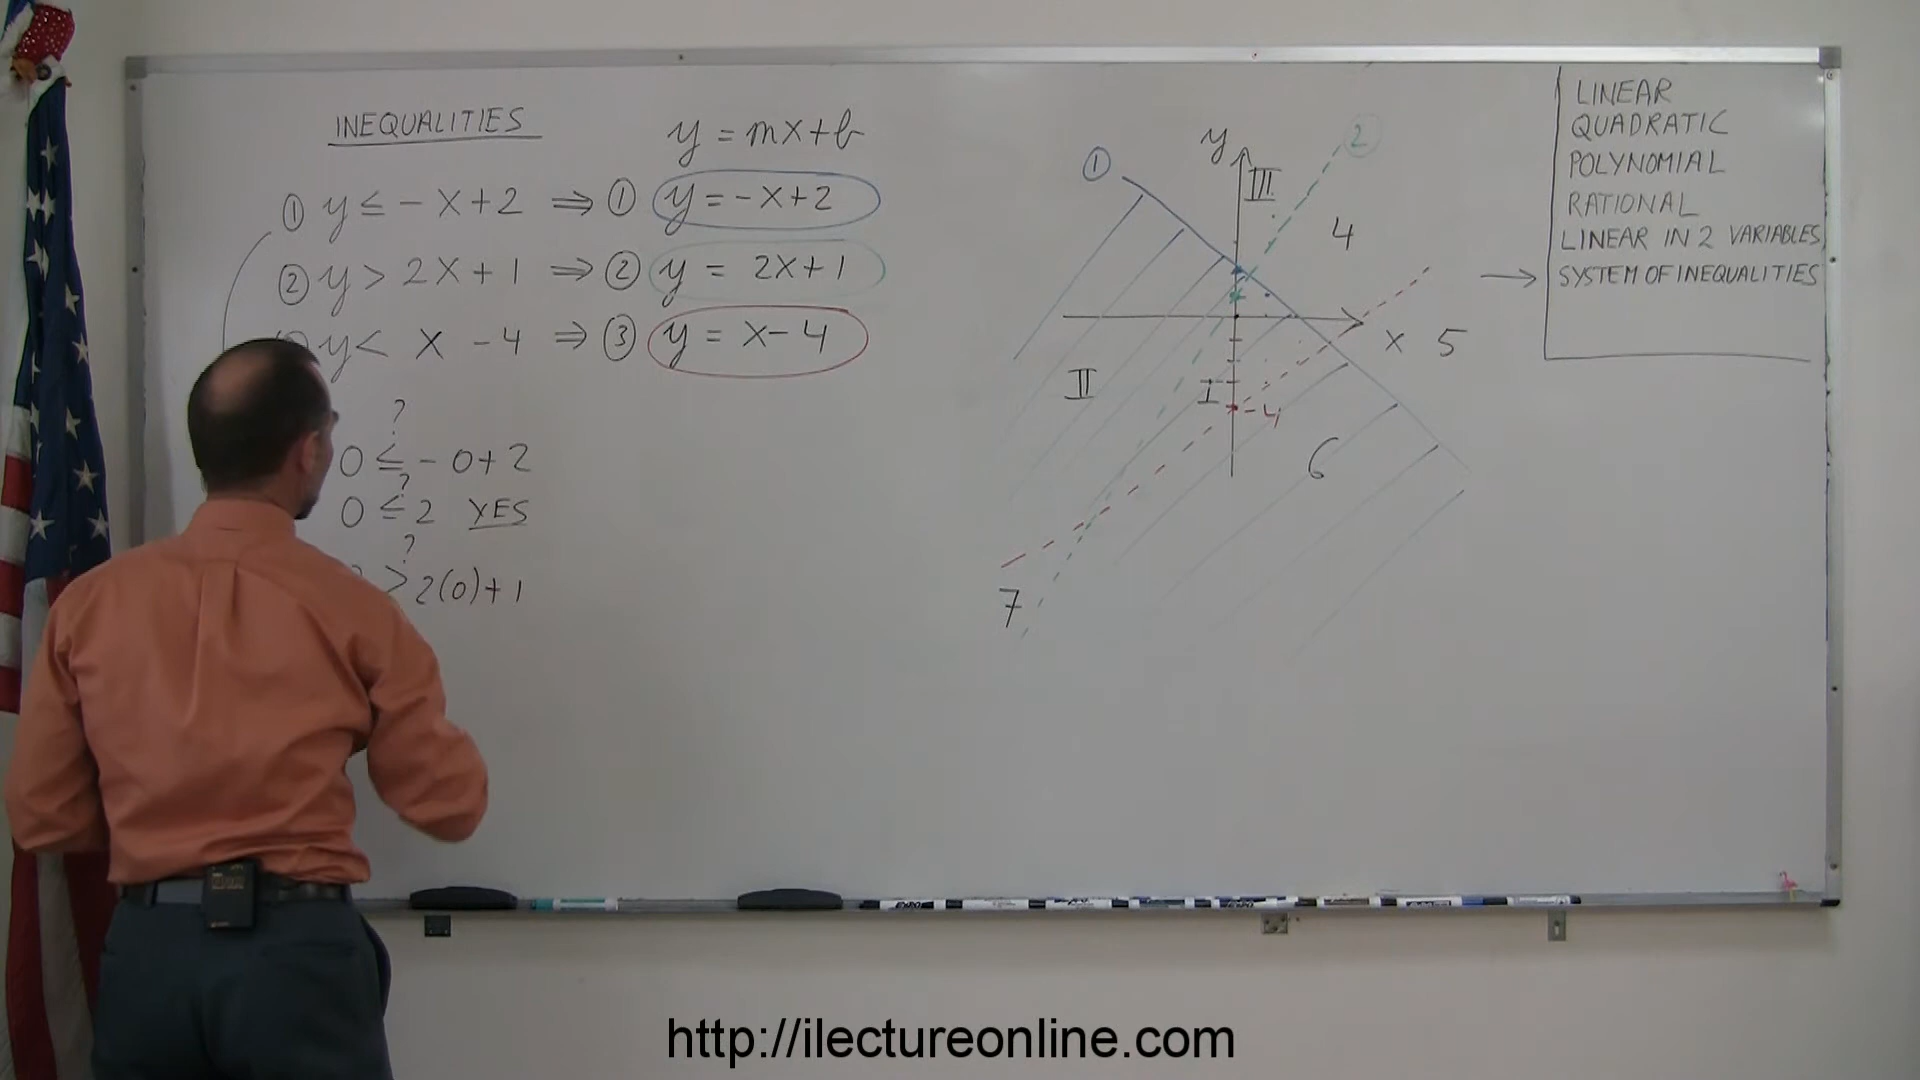 INEQUALITIES
y = mx+b
① y ≤ - x+2 ⇒ ① y = -x+2
② y > 2x+1 ⇒ ② y = 2x+1
y < x -4 ⇒ ③ y = x-4
?
0 ≤ - 0+2
?
0 ≤ 2 YES
?
> 2(0)+1
①
y
III
2
4
x
5
II
I
-4
6
7
LINEAR
QUADRATIC
POLYNOMIAL
RATIONAL
LINEAR IN 2 VARIABLES
→ SYSTEM OF INEQUALITIES
EXPO
http://ilectureonline.com